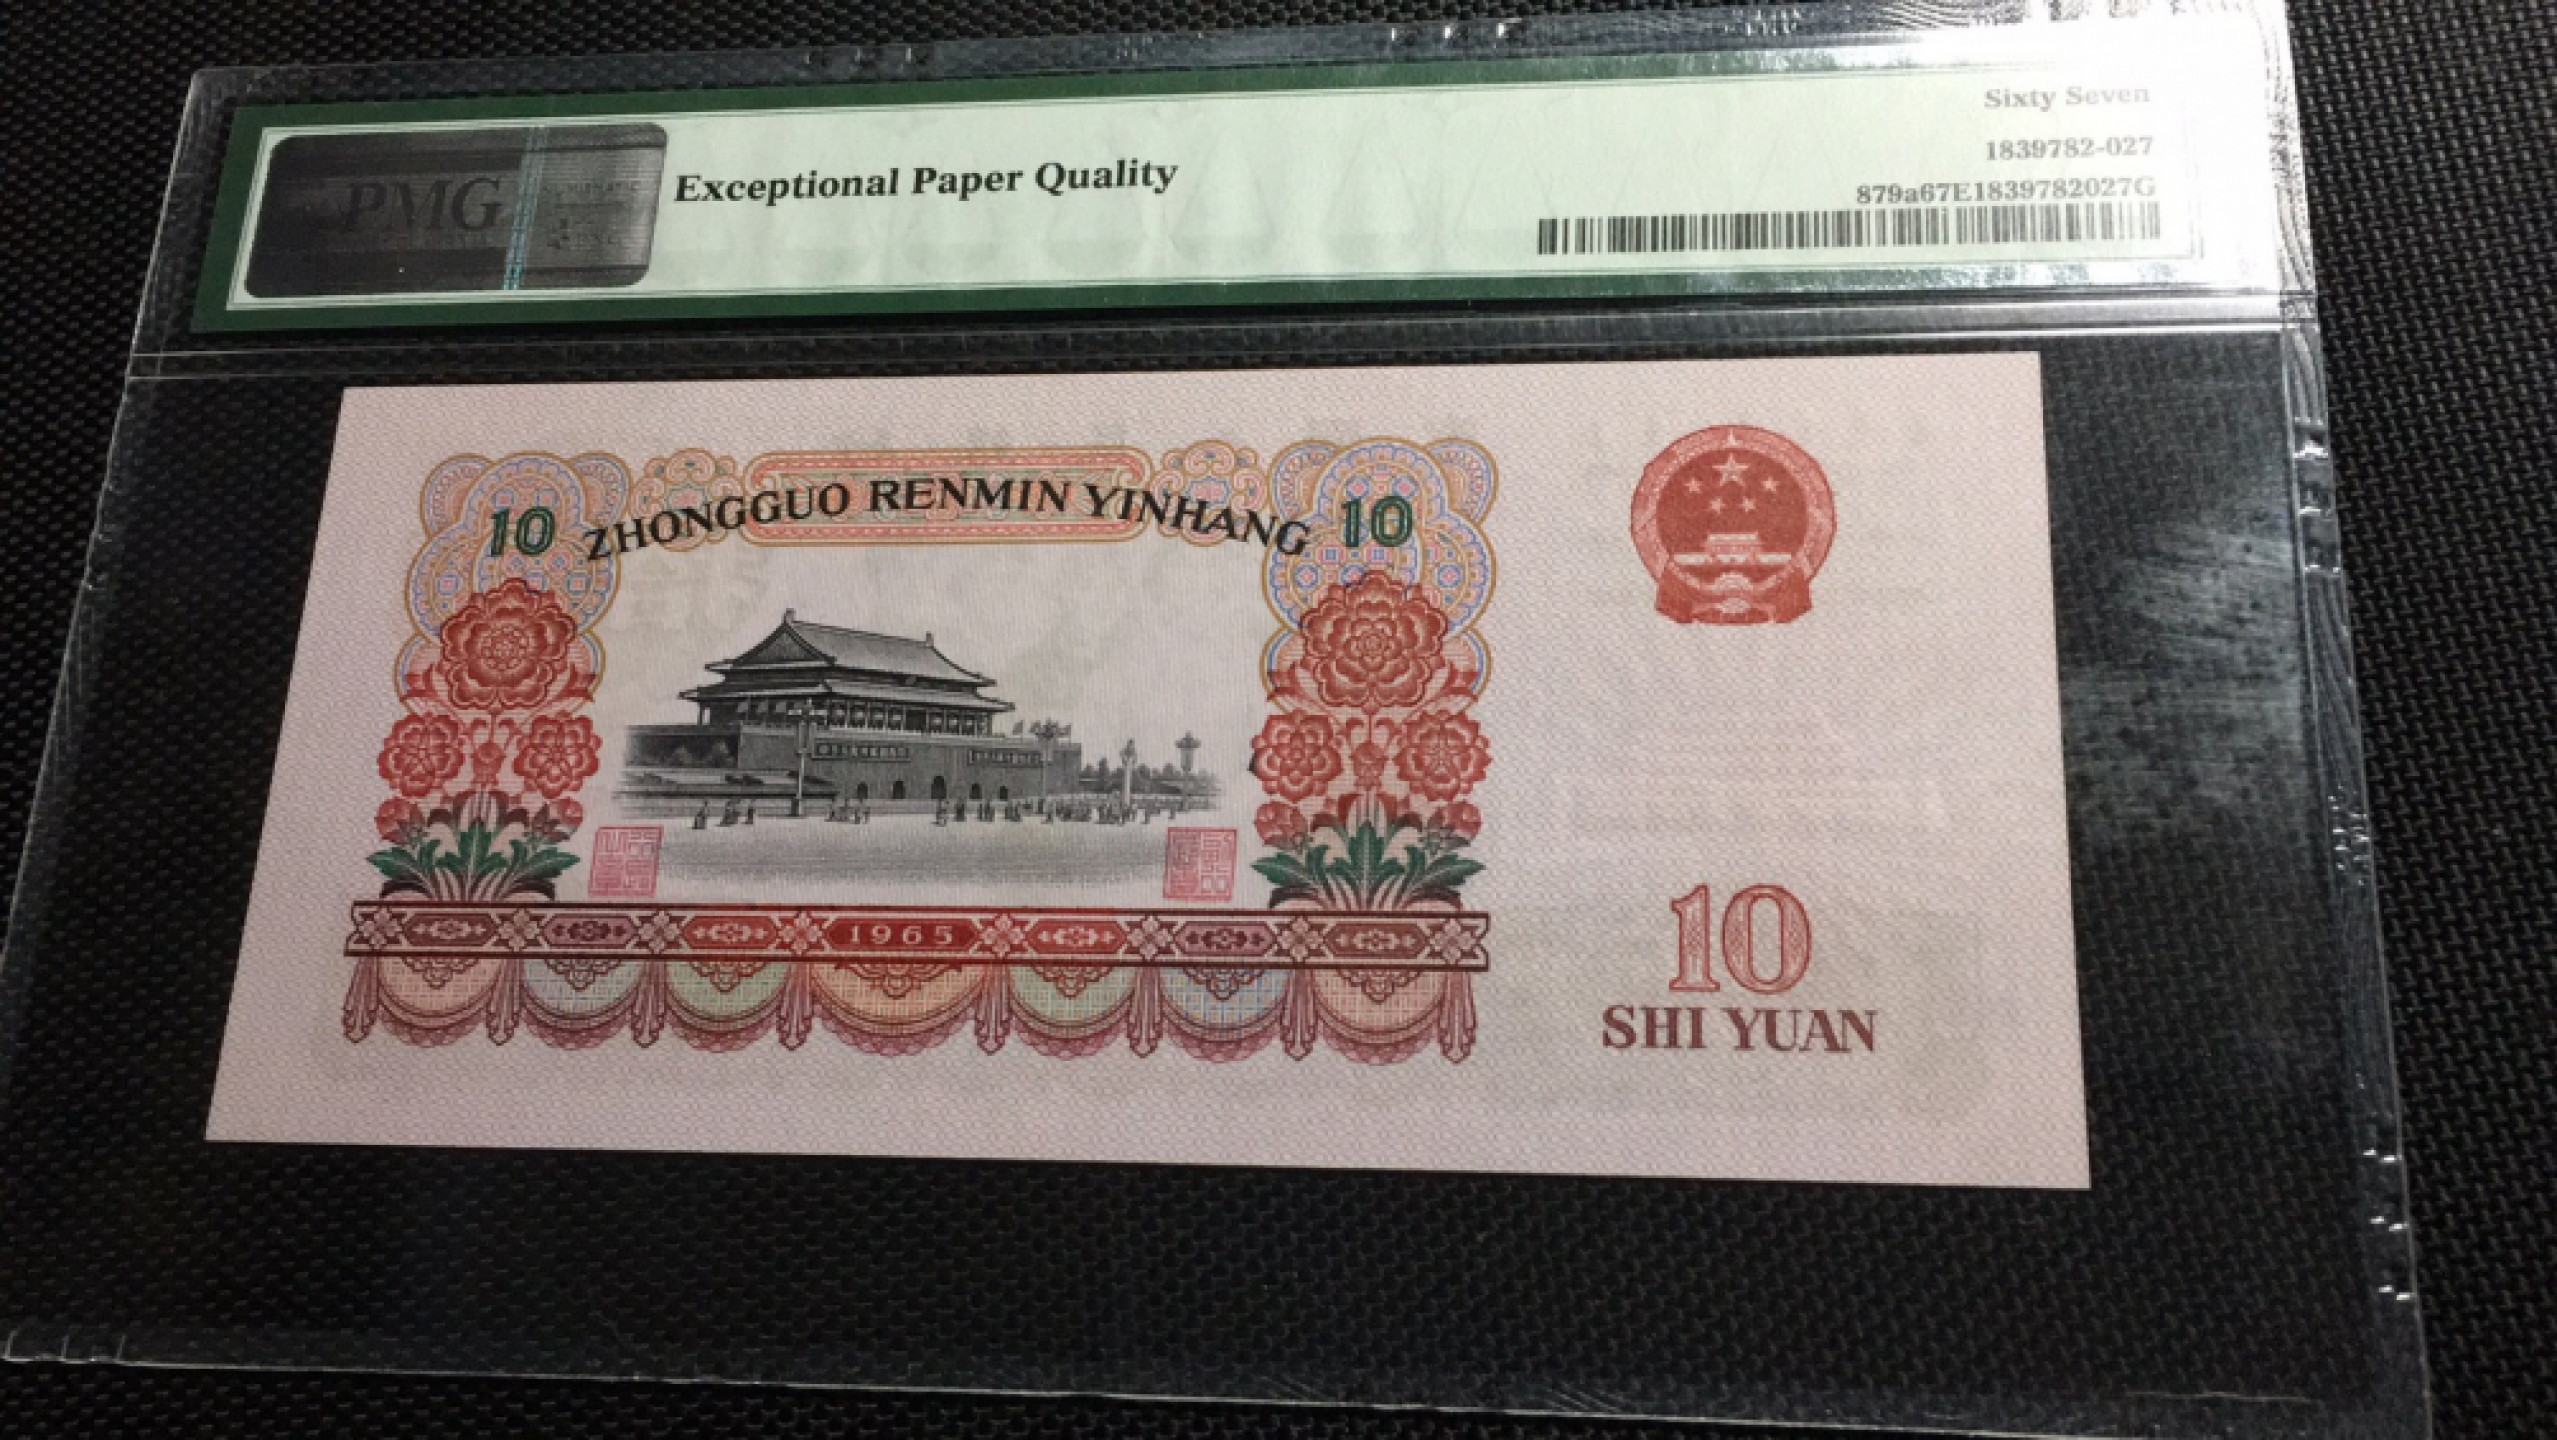 Sixty Seven
PMG
Exceptional Paper Quality
1839782-027
879a67E1839782027G
10 ZHONGGUO RENMIN YINHANG 10
1965
10
SHI YUAN